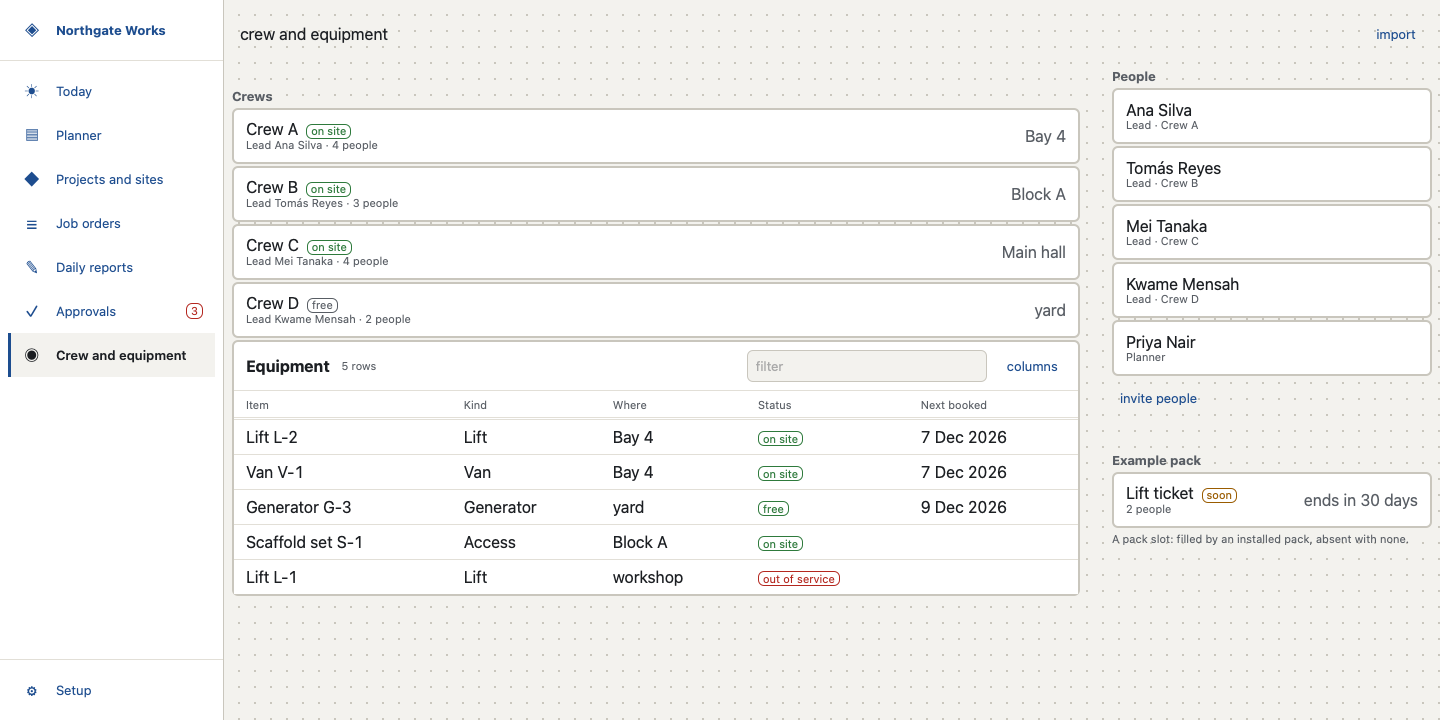 Northgate Works
Today
Planner
Projects and sites
Job orders
Daily reports
Approvals 3
Crew and equipment
Setup
crew and equipment
import
Crews
Crew A on site
Lead Ana Silva · 4 people
Bay 4
Crew B on site
Lead Tomás Reyes · 3 people
Block A
Crew C on site
Lead Mei Tanaka · 4 people
Main hall
Crew D free
Lead Kwame Mensah · 2 people
yard
Equipment 5 rows filter columns
Item Kind Where Status Next booked
Lift L-2 Lift Bay 4 on site 7 Dec 2026
Van V-1 Van Bay 4 on site 7 Dec 2026
Generator G-3 Generator yard free 9 Dec 2026
Scaffold set S-1 Access Block A on site
Lift L-1 Lift workshop out of service
People
Ana Silva
Lead · Crew A
Tomás Reyes
Lead · Crew B
Mei Tanaka
Lead · Crew C
Kwame Mensah
Lead · Crew D
Priya Nair
Planner
invite people
Example pack
Lift ticket soon
2 people
ends in 30 days
A pack slot: filled by an installed pack, absent with none.